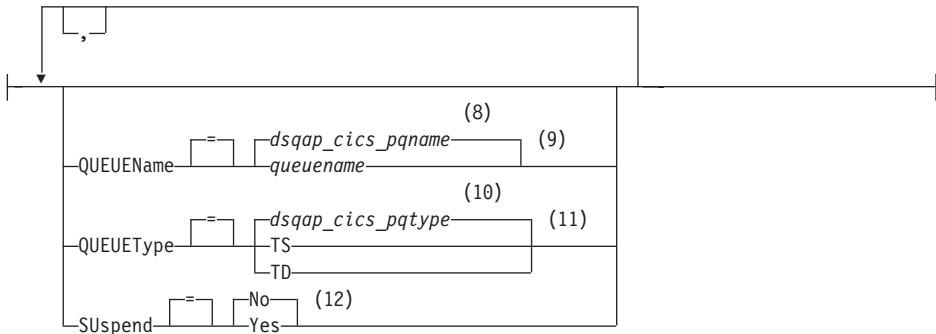 ,
(8)
= dsqap_cics_pqname (9)
QUEUEName queuename
(10)
= dsqap_cics_pqtype (11)
QUEUEType TS
TD
= No (12)
SUspend Yes